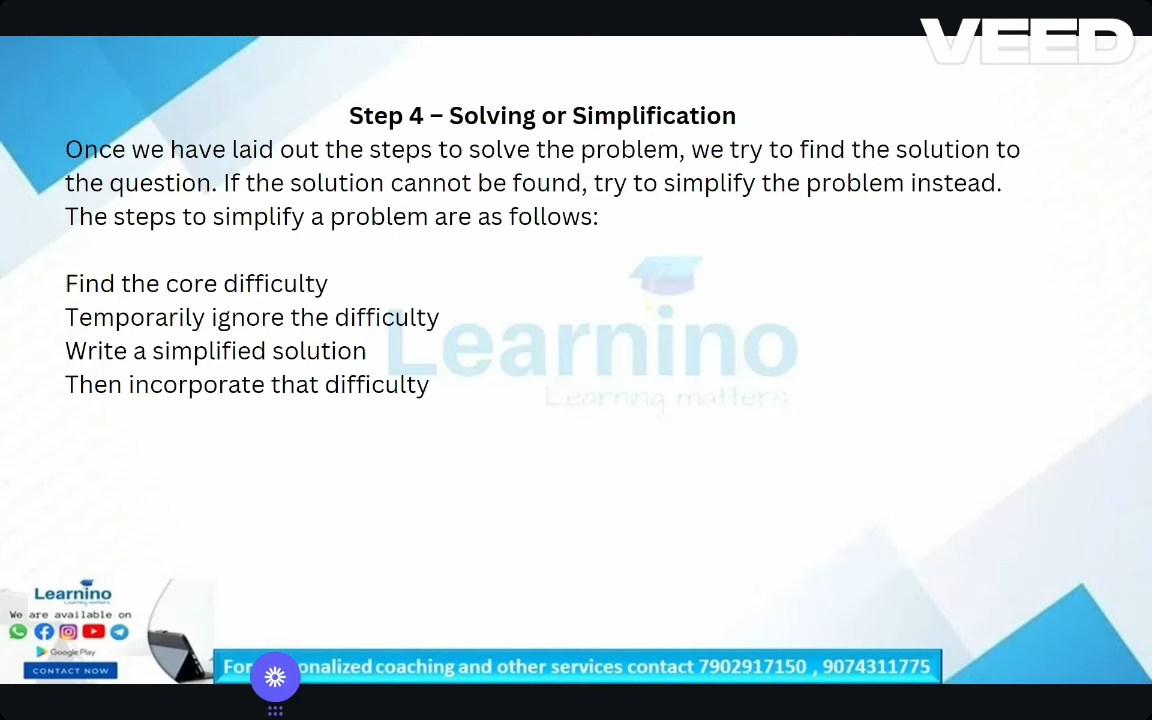 VEED
Step 4 – Solving or Simplification
Once we have laid out the steps to solve the problem, we try to find the solution to
the question. If the solution cannot be found, try to simplify the problem instead.
The steps to simplify a problem are as follows:
Find the core difficulty
Temporarily ignore the difficulty
Write a simplified solution
Then incorporate that difficulty
Learnino
Learning matters
Learnino
Learning matters
We are available on
Google Play
CONTACT NOW
For onalized coaching and other services contact 7902917150 , 9074311775